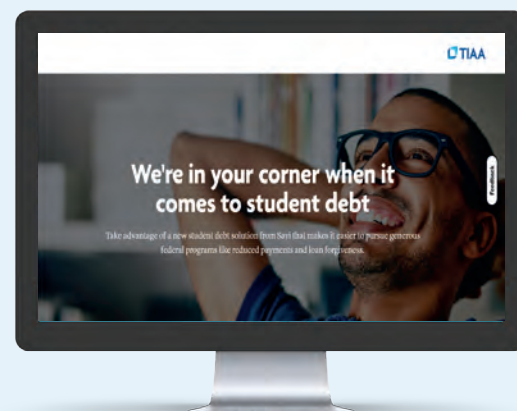 TIAA
We're in your corner when it
comes to student debt
Take advantage of a new student debt solution from Savi that makes it easier to pursue generous
federal programs like reduced payments and loan forgiveness.
Feedback